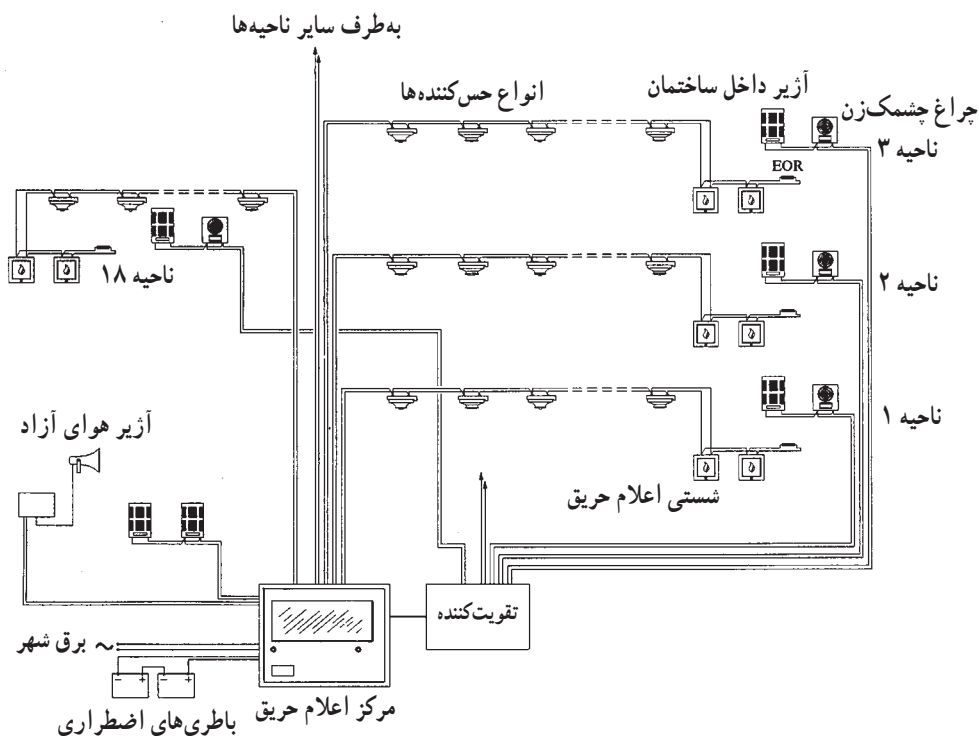 به‌طرف سایر ناحیه‌ها
انواع حس‌کننده‌ها
آژیر داخل ساختمان
چراغ چشمک‌زن
ناحیه ۳
EOR
ناحیه ۱۸
ناحیه ۲
ناحیه ۱
آژیر هوای آزاد
شستی اعلام حریق
تقویت‌کننده
برق شهر ~
مرکز اعلام حریق
باطری‌های اضطراری